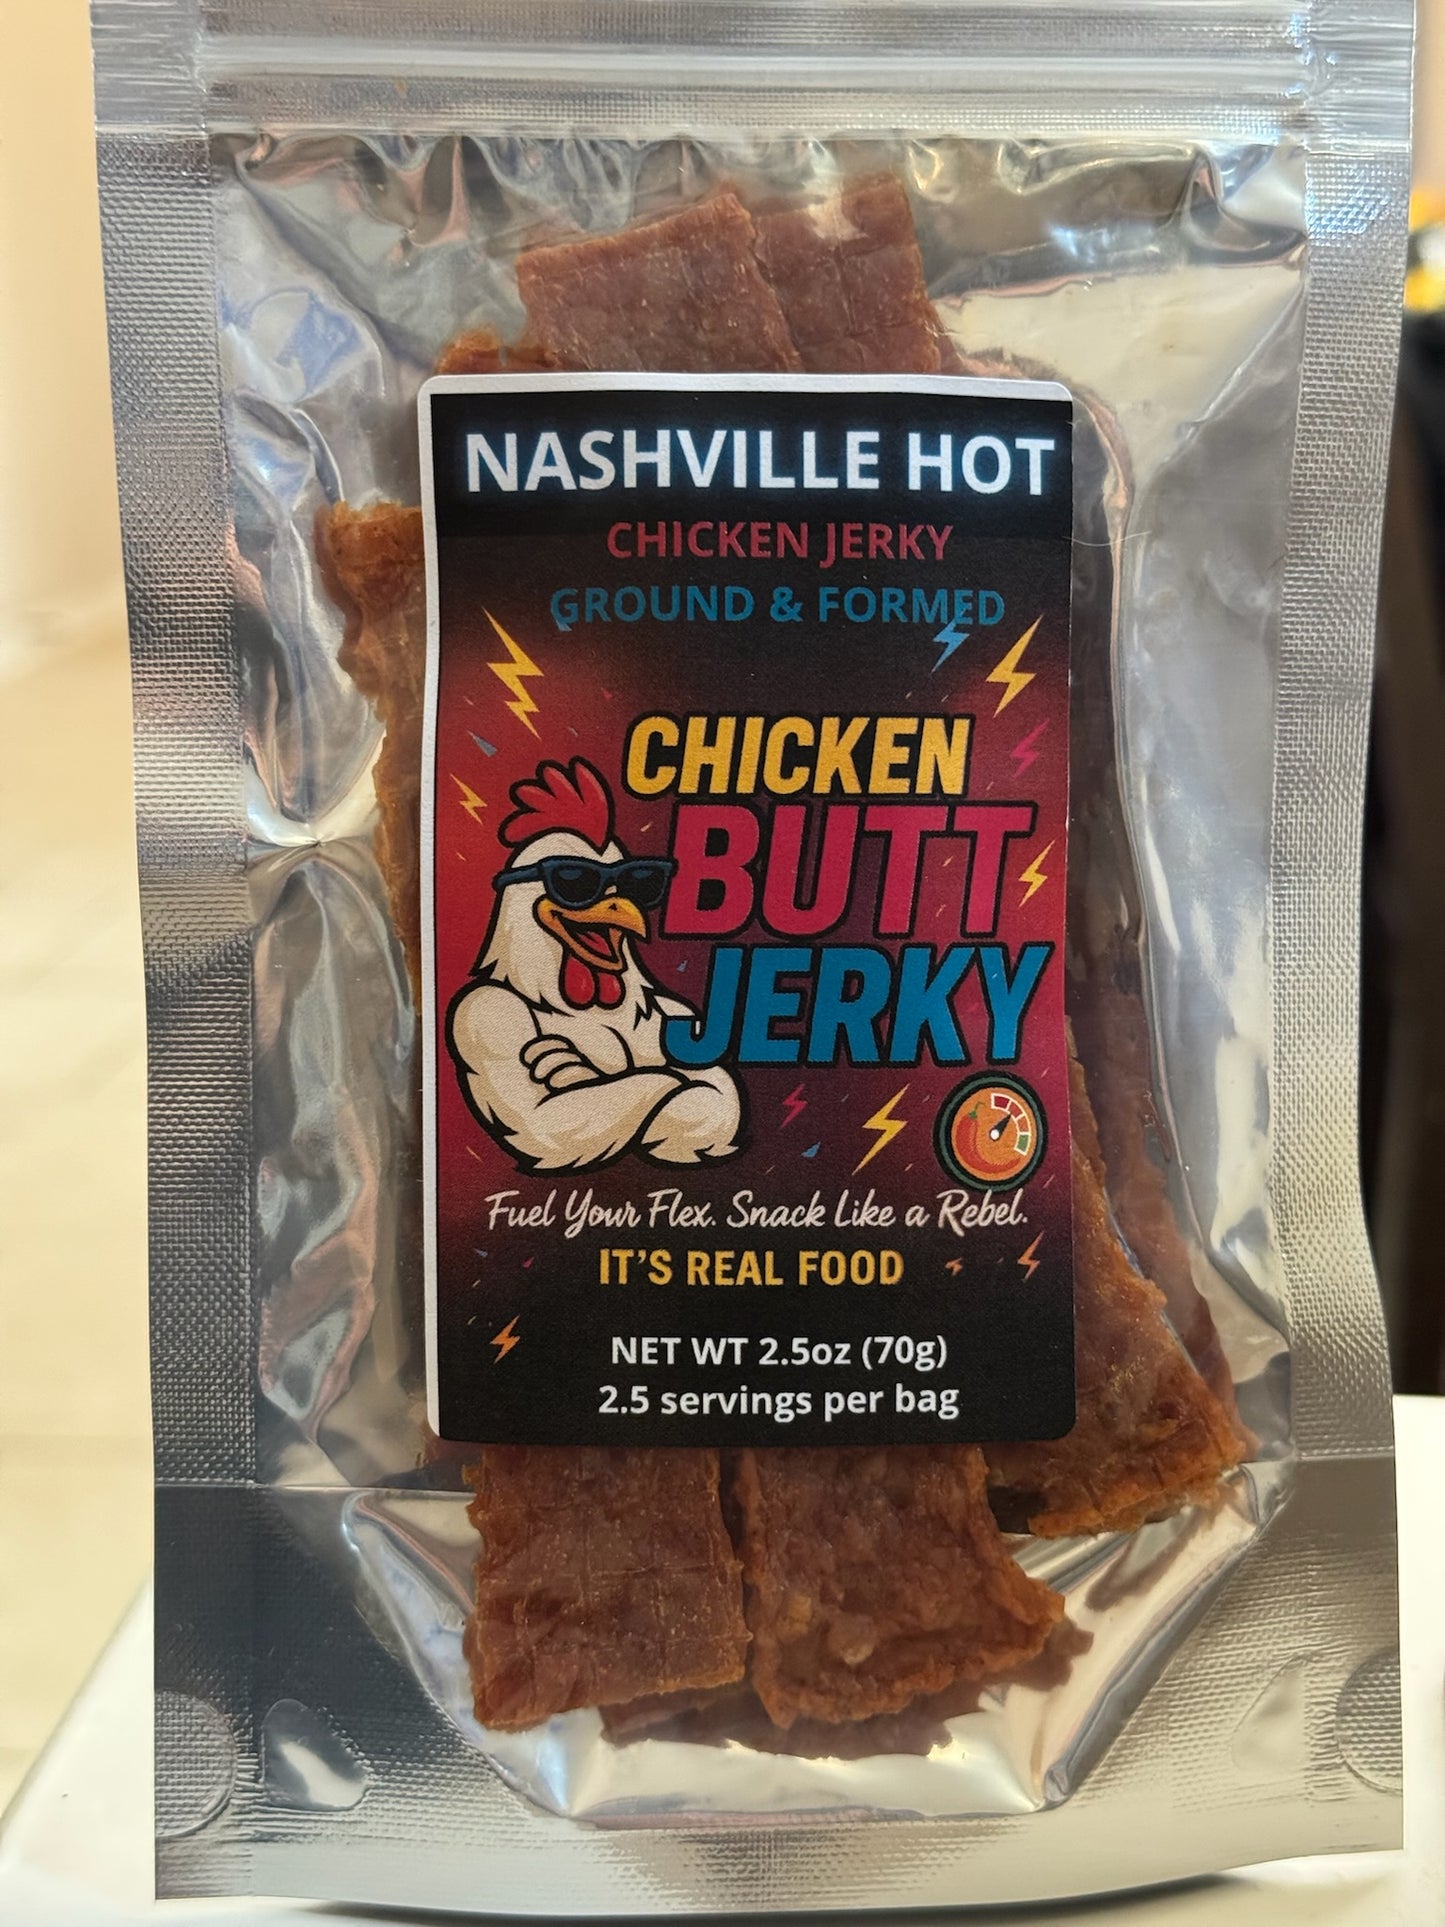 NASHVILLE HOT
CHICKEN JERKY
GROUND & FORMED
CHICKEN
BUTT
JERKY
Fuel Your Flex. Snack Like a Rebel.
IT'S REAL FOOD
NET WT 2.5oz (70g)
2.5 servings per bag